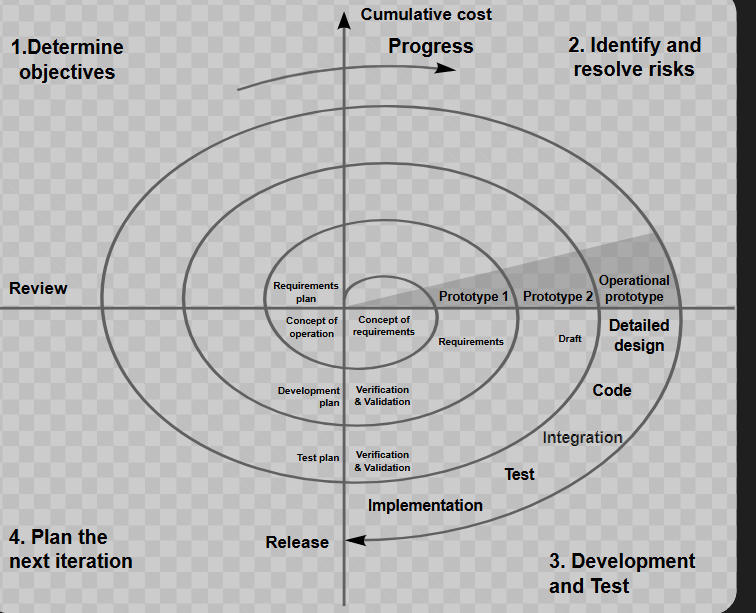 Cumulative cost
Progress
1.Determine
objectives
2. Identify and
resolve risks
Review
Requirements
plan
Prototype 1
Prototype 2
Operational
prototype
Concept of
operation
Concept of
requirements
Requirements
Draft
Detailed
design
Development
plan
Verification
& Validation
Code
Integration
Test plan
Verification
& Validation
Test
Implementation
Release
4. Plan the
next iteration
3. Development
and Test